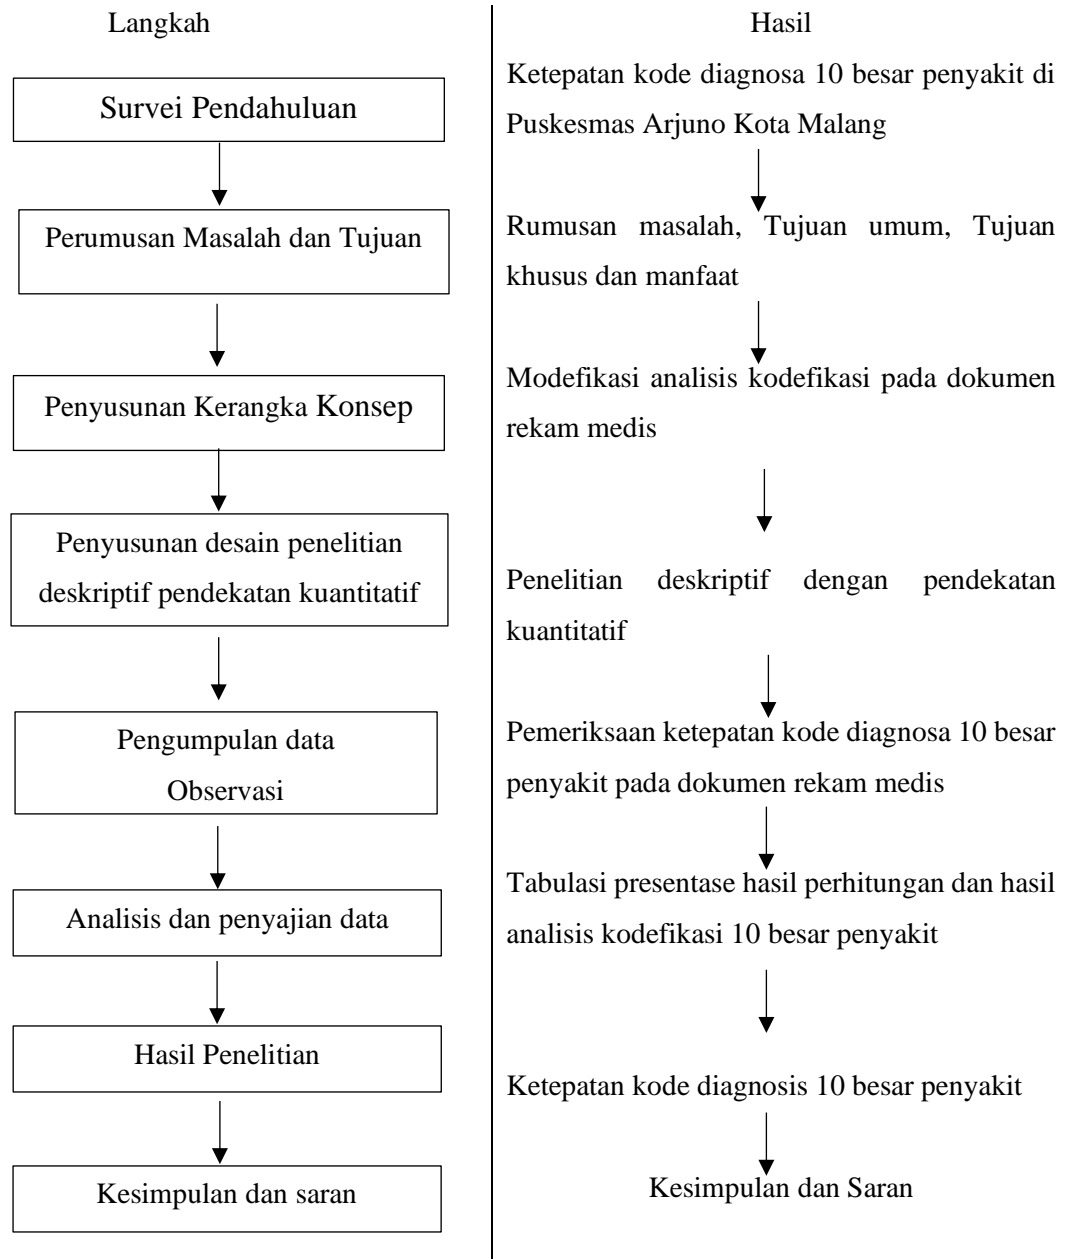 Langkah
Survei Pendahuluan
Perumusan Masalah dan Tujuan
Penyusunan Kerangka Konsep
Penyusunan desain penelitian
deskriptif pendekatan kuantitatif
Pengumpulan data
Observasi
Analisis dan penyajian data
Hasil Penelitian
Kesimpulan dan saran
Hasil
Ketepatan kode diagnosa 10 besar penyakit di
Puskesmas Arjuno Kota Malang
Rumusan masalah, Tujuan umum, Tujuan
khusus dan manfaat
Modefikasi analisis kodefikasi pada dokumen
rekam medis
Penelitian deskriptif dengan pendekatan
kuantitatif
Pemeriksaan ketepatan kode diagnosa 10 besar
penyakit pada dokumen rekam medis
Tabulasi presentase hasil perhitungan dan hasil
analisis kodefikasi 10 besar penyakit
Ketepatan kode diagnosis 10 besar penyakit
Kesimpulan dan Saran